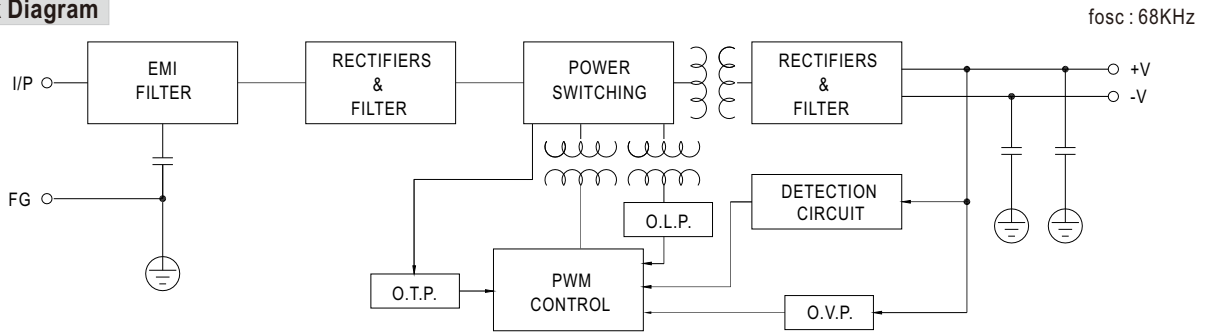 Diagram
fosc : 68KHz
I/P
EMI
FILTER
RECTIFIERS
&
FILTER
POWER
SWITCHING
RECTIFIERS
&
FILTER
+V
-V
FG
DETECTION
CIRCUIT
O.L.P.
O.T.P.
PWM
CONTROL
O.V.P.